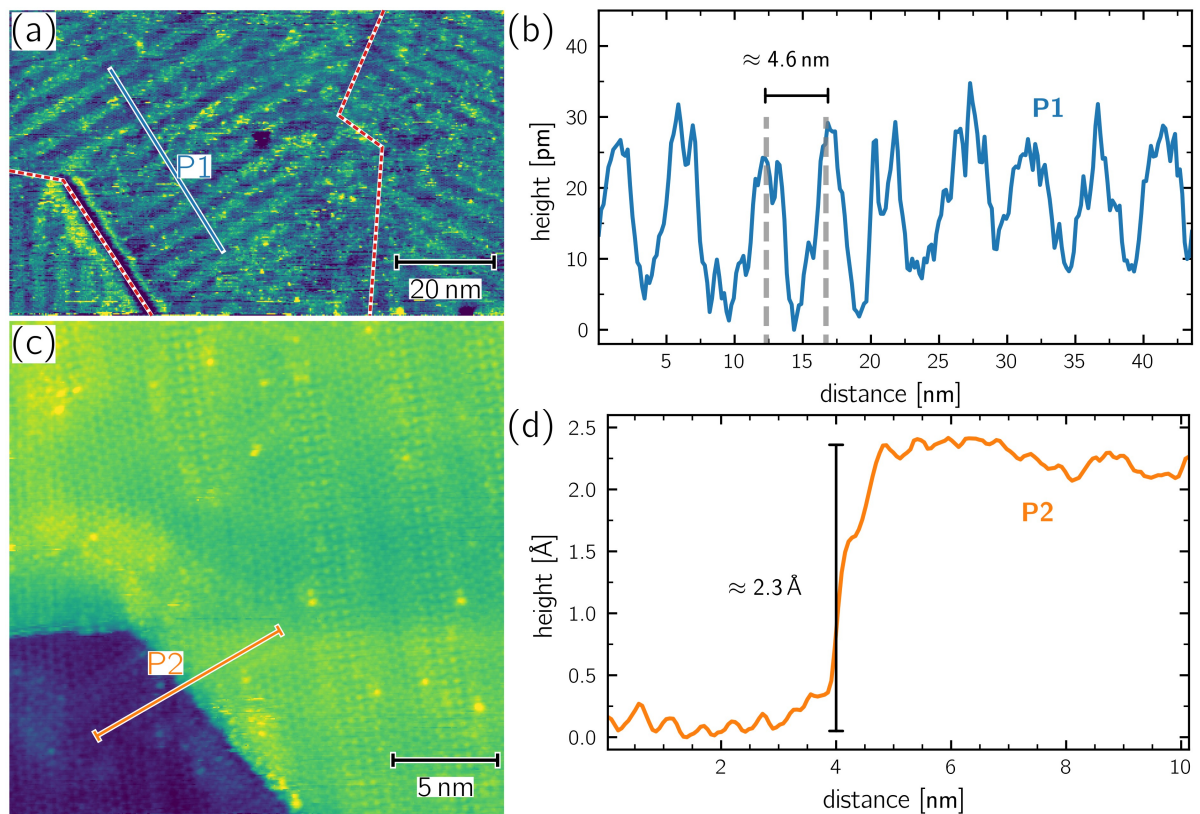 (a)
P1
20 nm
(b)
≈ 4.6 nm
P1
height [pm]
40
30
20
10
0
5
10
15
20
25
30
35
40
distance [nm]
(c)
P2
5 nm
(d)
P2
≈ 2.3 Å
height [Å]
2.5
2.0
1.5
1.0
0.5
0.0
2
4
6
8
10
distance [nm]